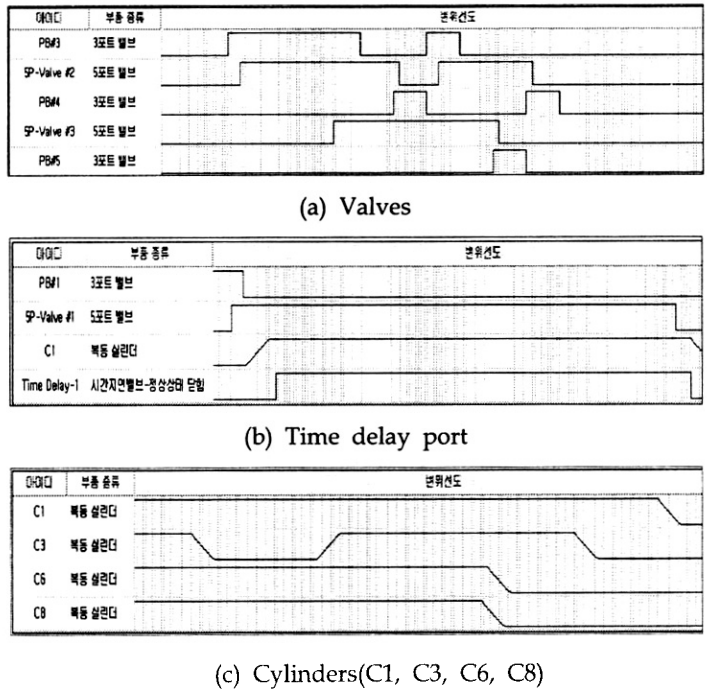 아이디 부품 종류 변위선도
PB#3 3포트 밸브
5P-Valve #2 5포트 밸브
PB#4 3포트 밸브
5P-Valve #3 5포트 밸브
PB#5 3포트 밸브
(a) Valves
아이디 부품 종류 변위선도
PB#1 3포트 밸브
5P-Valve #1 5포트 밸브
C1 복동 실린더
Time Delay-1 시간지연밸브-정상상태 닫힘
(b) Time delay port
아이디 부품 종류 변위선도
C1 복동 실린더
C3 복동 실린더
C6 복동 실린더
C8 복동 실린더
(c) Cylinders(C1, C3, C6, C8)